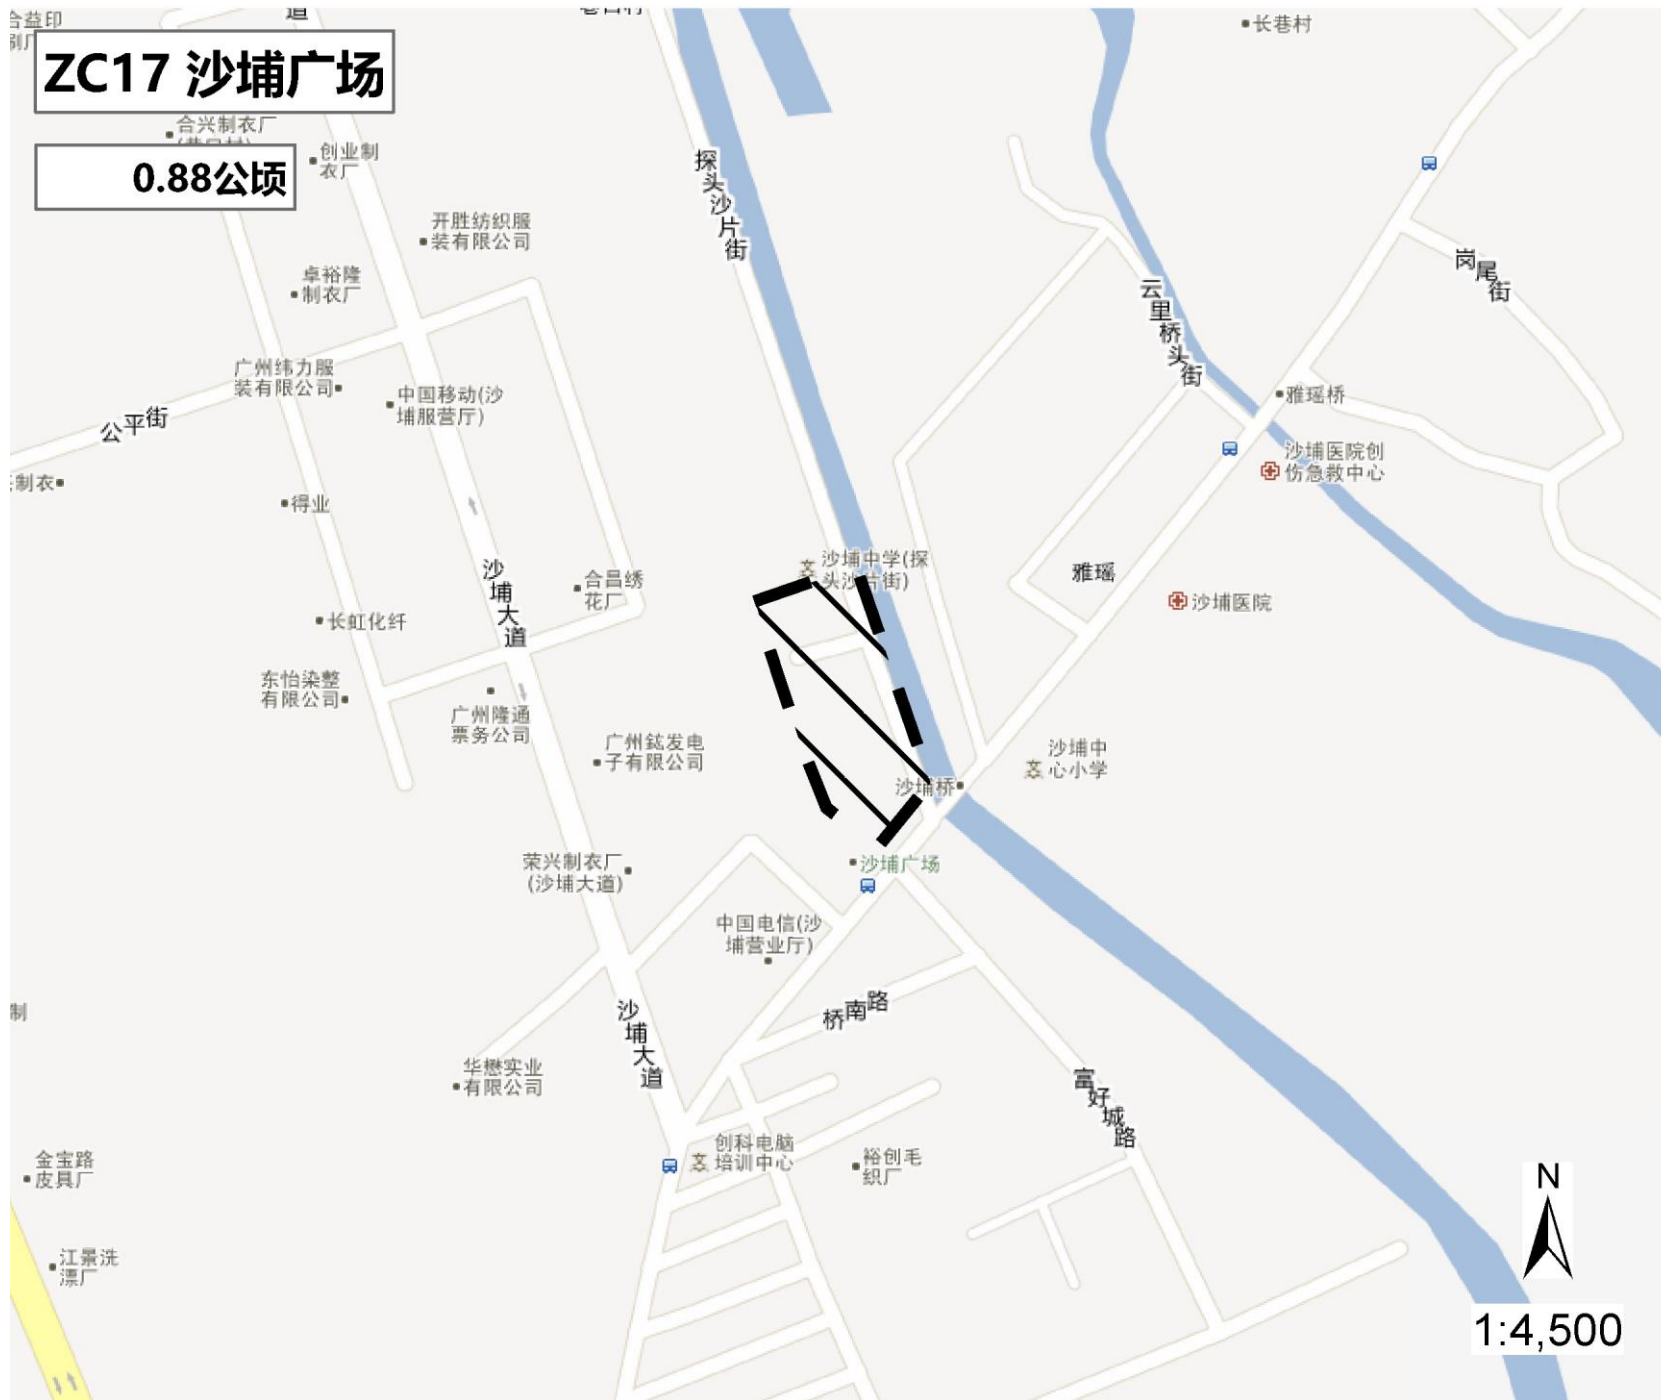 合益印
道
ZC17 沙埔广场
长巷村
合兴制衣厂
创业制
衣厂
0.88公顷
探头沙片街
开胜纺织服
装有限公司
卓裕隆
制衣厂
云里桥头街
岗尾街
广州纬力服
装有限公司
中国移动(沙
埔服营厅)
公平街
雅瑶桥
沙埔医院创
伤急救中心
制衣
得业
沙埔大道
合昌绣
花厂
沙埔中学(探
头沙片街)
雅瑶
沙埔医院
长虹化纤
东怡染整
有限公司
广州隆通
票务公司
广州鋐发电
子有限公司
沙埔中
心小学
沙埔桥
荣兴制衣厂
(沙埔大道)
沙埔广场
中国电信(沙
埔营业厅)
制
桥南路
沙埔大道
华懋实业
有限公司
富好城路
创科电脑
培训中心
裕创毛
织厂
金宝路
皮具厂
江景洗
漂厂
N
1:4,500